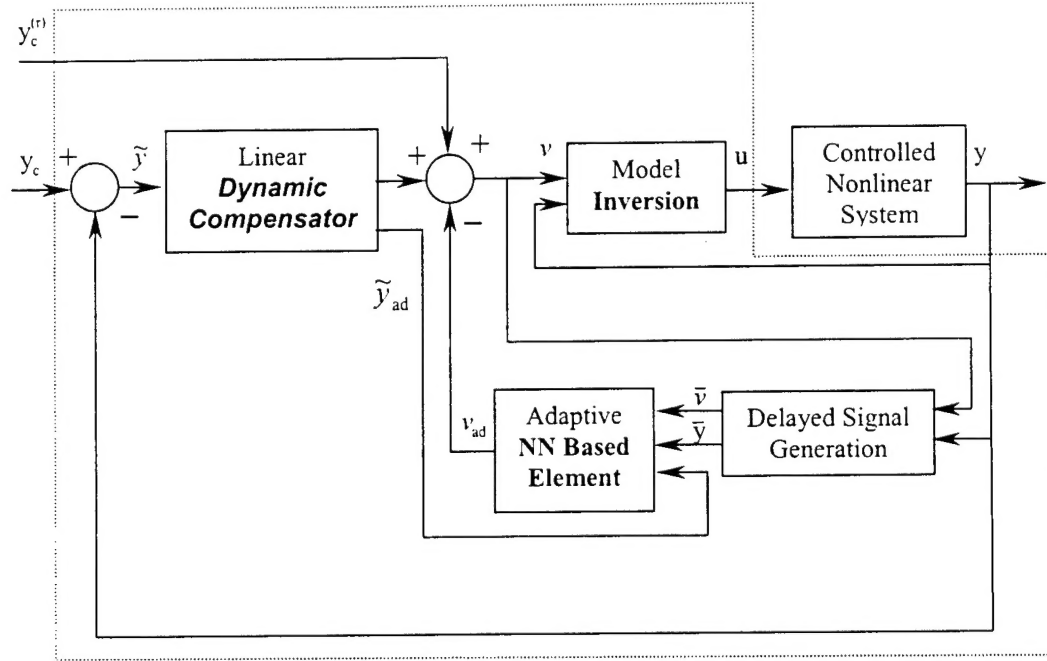 y_c^(r)
y_c
+
−
ỹ
Linear
Dynamic
Compensator
+
+
−
ν
Model
Inversion
u
Controlled
Nonlinear
System
y
ỹ_ad
ν_ad
Adaptive
NN Based
Element
ν̄
ȳ
Delayed Signal
Generation